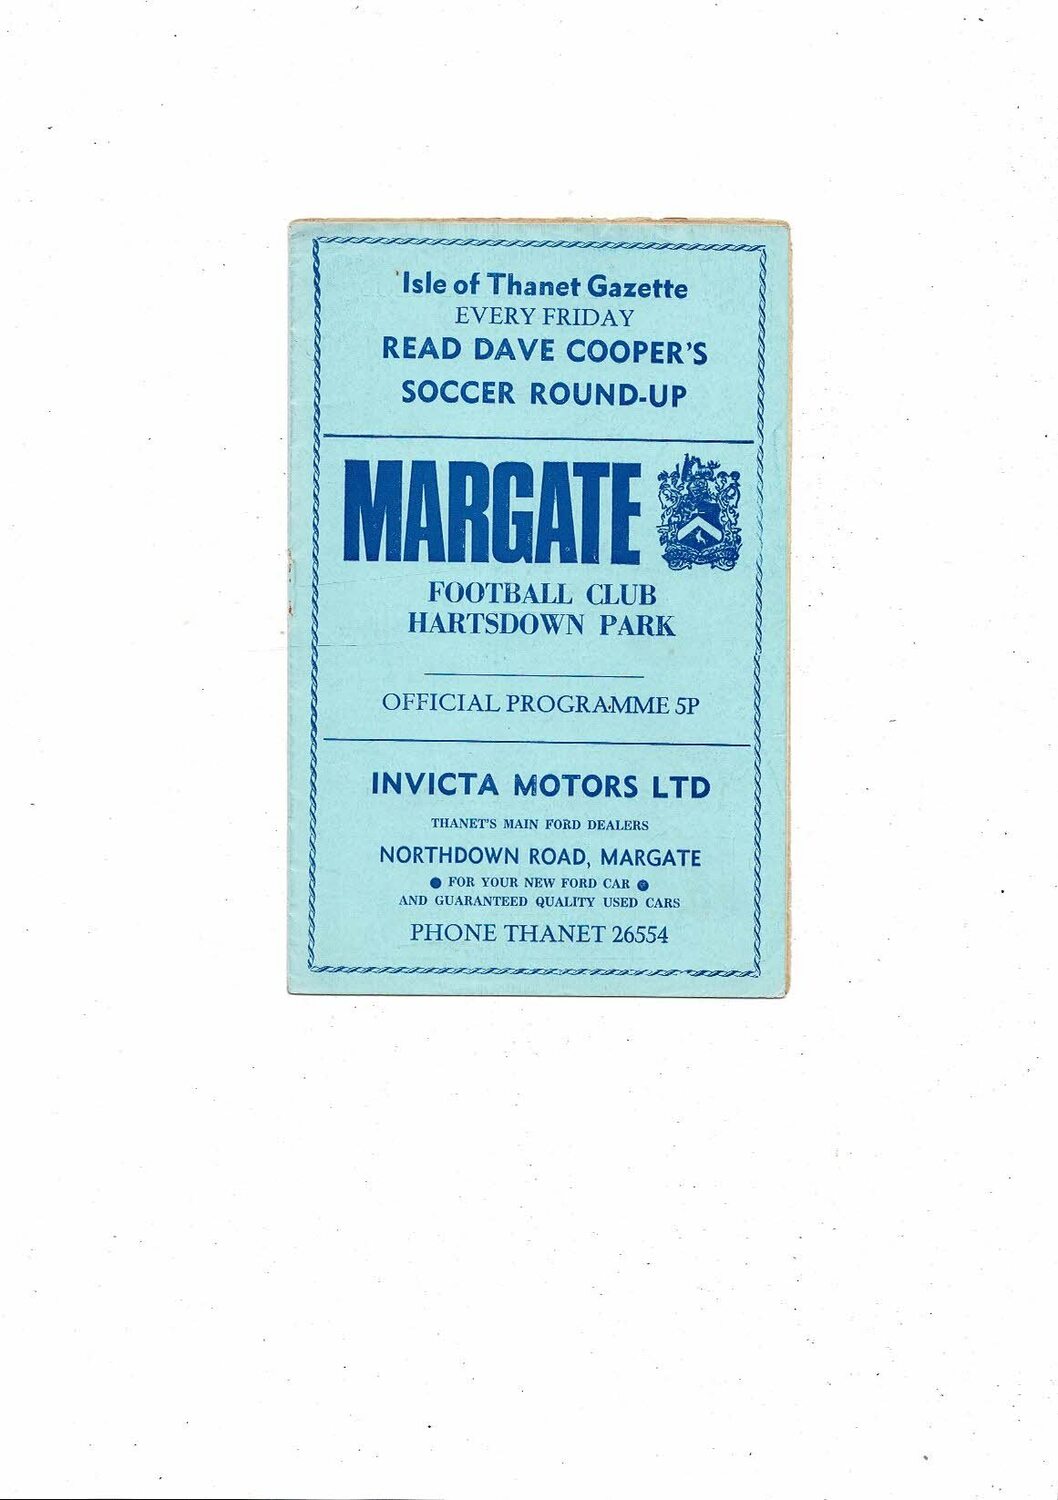 Isle of Thanet Gazette
EVERY FRIDAY
READ DAVE COOPER'S
SOCCER ROUND-UP
MARGATE
FOOTBALL CLUB
HARTSDOWN PARK
OFFICIAL PROGRAMME 5P
INVICTA MOTORS LTD
THANET'S MAIN FORD DEALERS
NORTHDOWN ROAD, MARGATE
● FOR YOUR NEW FORD CAR ●
AND GUARANTEED QUALITY USED CARS
PHONE THANET 26554